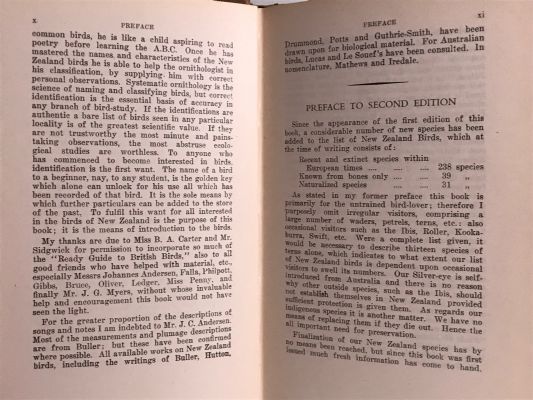 x.
PREFACE
common birds, he is like a child aspiring to read
poetry before learning the A.B.C. Once he has
mastered the names and characteristics of the New
Zealand birds he is able to help the ornithologist in
his classification, by supplying him with correct
personal observations. Systematic ornithology is the
science of naming and classifying birds, but correct
identification is the essential basis of accuracy in
any branch of bird-study. If the identifications are
authentic a bare list of birds seen in any particular
locality is of the greatest scientific value. If they
are not trustworthy the most minute and pains-
taking observations, the most abstruse ecolo-
gical studies are worthless. To anyone who
has commenced to become interested in birds,
identification is the first want. The name of a bird
to a beginner, nay, to any student, is the golden key
which alone can unlock for his use all which has
been recorded of that bird. It is the sole means by
which further particulars can be added to the store
of the past. To fulfil this want for all interested
in the birds of New Zealand is the purpose of this
book; it is the means of introduction to the birds.
My thanks are due to Miss B. A. Carter and Mr.
Sidgwick for permission to incorporate so much of
the "Ready Guide to British Birds," also to all
good friends who have helped with material, etc.,
especially Messrs Johannes Andersen, Falls, Philpott,
Gibbs, Bruce, Oliver, Lodger, Miss Penny, and
finally Mr. J. G. Myers, without whose invaluable
help and encouragement this book would not have
seen the light.
For the greater proportion of the descriptions of
songs and notes I am indebted to Mr. J. C. Andersen.
Most of the measurements and plumage descriptions
are from Buller; but these have been confirmed
where possible. All available works on New Zealand
birds, including the writings of Buller, Hutton,
PREFACE
xi
Drummond, Potts and Guthrie-Smith, have been
drawn upon for biological material. For Australian
birds, Lucas and Le Souef's have been consulted. In
nomenclature, Mathews and Iredale.
PREFACE TO SECOND EDITION
Since the appearance of the first edition of this
book, a considerable number of new species has been
added to the list of New Zealand Birds, which at
the time of writing consists of:
Recent and extinct species within
European times .... .... .... 238 species
Known from bones only .... .... 39 "
Naturalized species .... .... 31 "
As stated in my former preface this book is
primarily for the untrained bird-lover; therefore I
purposely omit irregular visitors, comprising a
large number of waders, petrels, terns, etc.: also
occasional visitors such as the Ibis, Roller, Kooka-
burra, Swift, etc. Were a complete list given, it
would be necessary to describe thirteen species of
terns alone, which indicates to what extent our list
of New Zealand birds is dependent upon occasional
visitors to swell its numbers. Our Silver-eye is self-
introduced from Australia and there is no reason
why other outside species, such as the Ibis, should
not establish themselves in New Zealand provided
sufficient protection is given them. As regards our
indigenous species it is another matter. We have no
means of replacing them if they die out. Hence the
all important need for preservation.
Finalization of our New Zealand species has by
no means been reached, but since this book was first
issued much fresh information has come to hand.